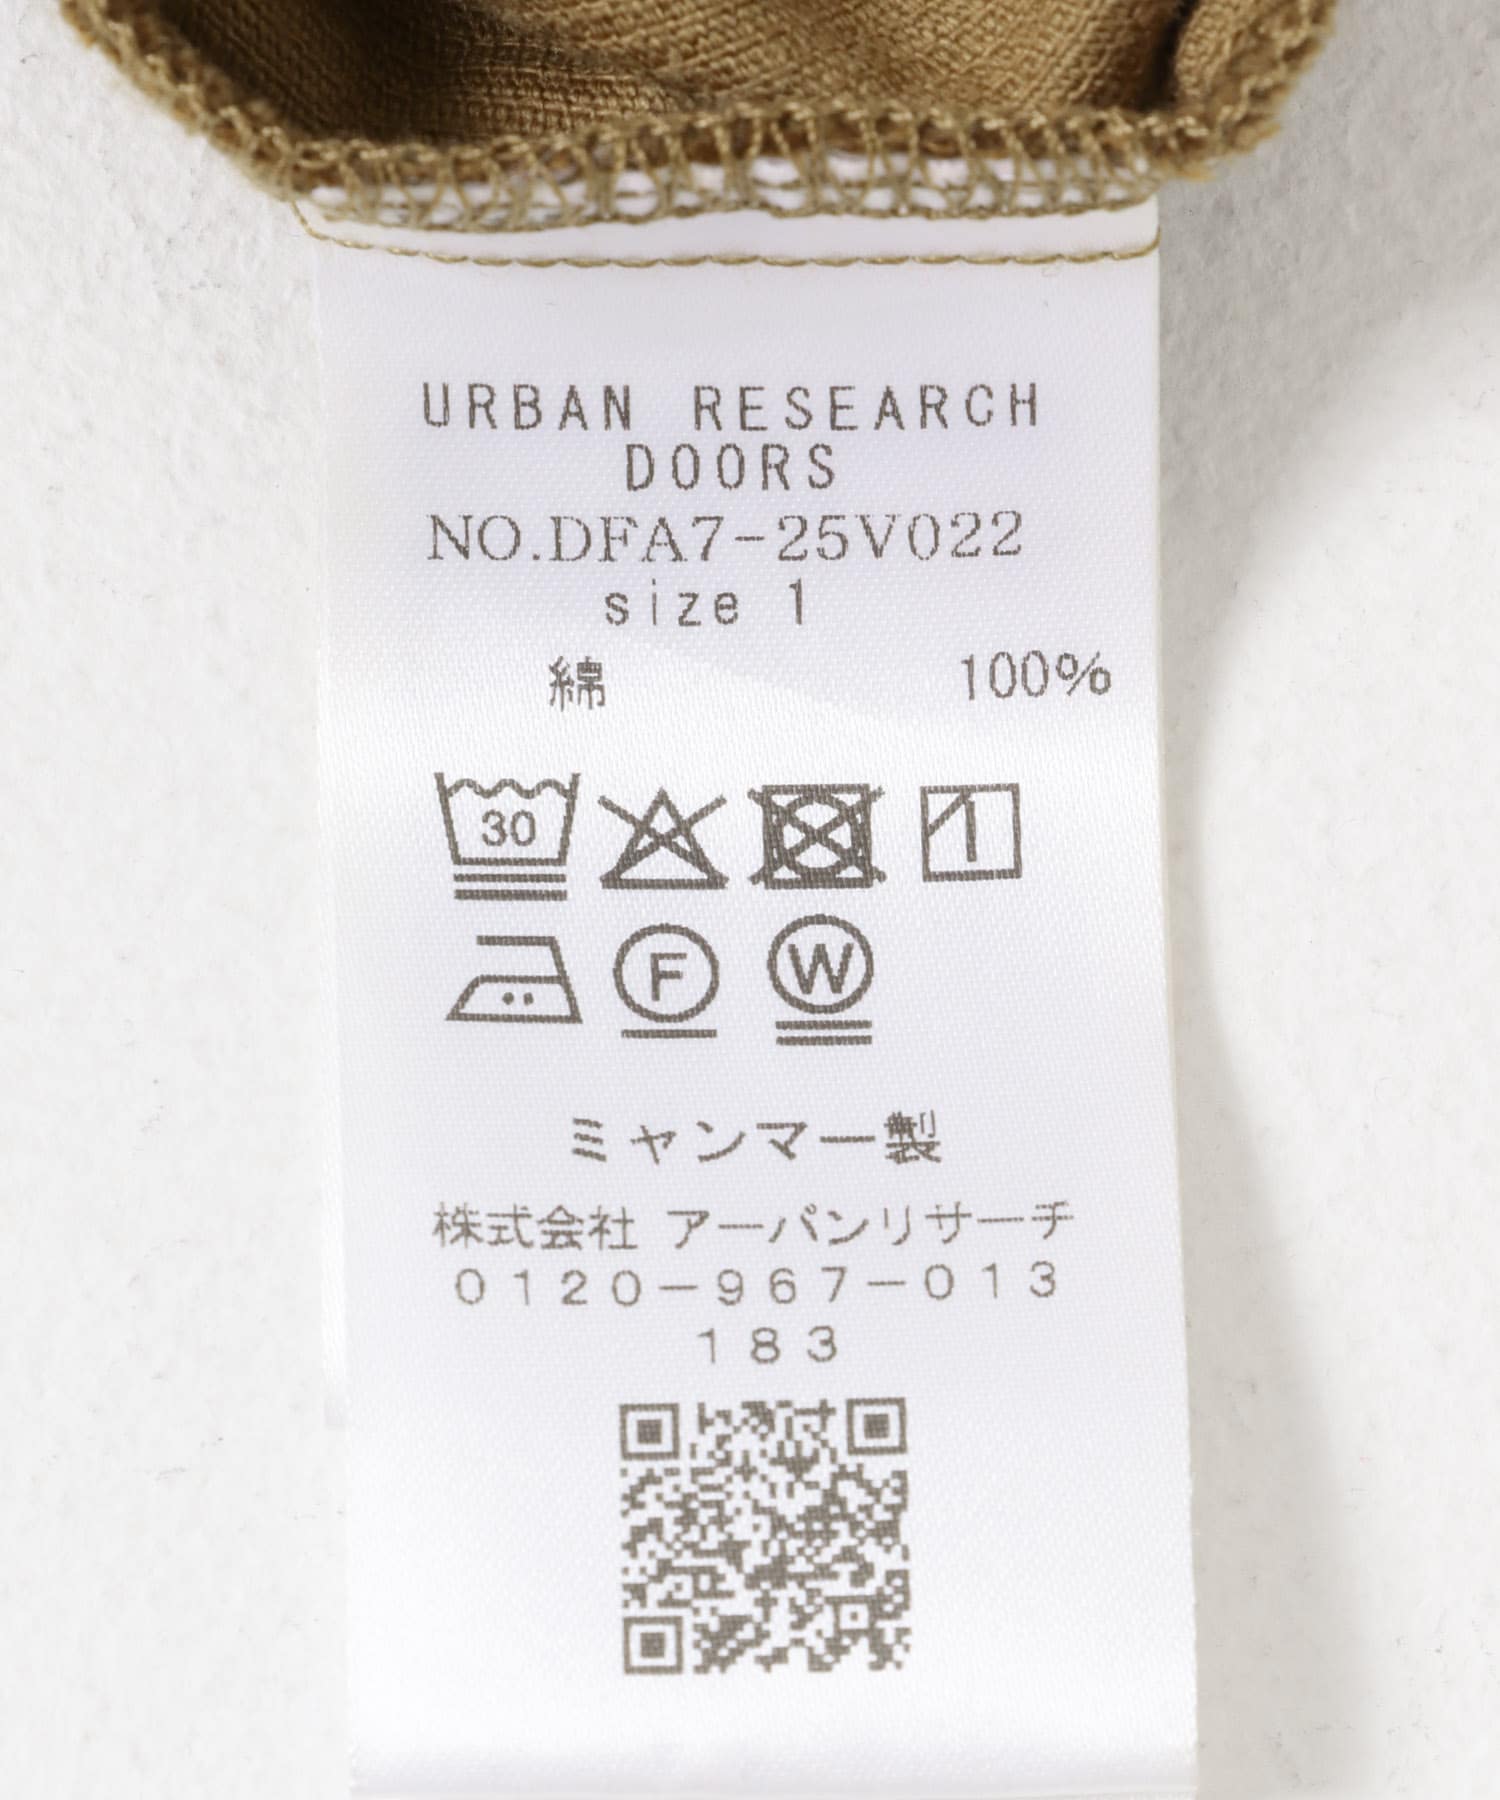 URBAN RESEARCH
DOORS
NO.DFA7-25V022
size 1
綿 100%
30
F W
ミャンマー製
株式会社 アーバンリサーチ
0120-967-013
183